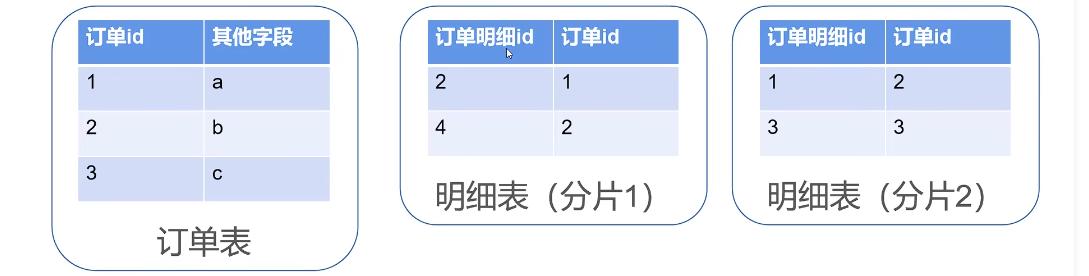 订单id 其他字段
1 a
2 b
3 c
订单表
订单明细id 订单id
2 1
4 2
明细表（分片1）
订单明细id 订单id
1 2
3 3
明细表（分片2）